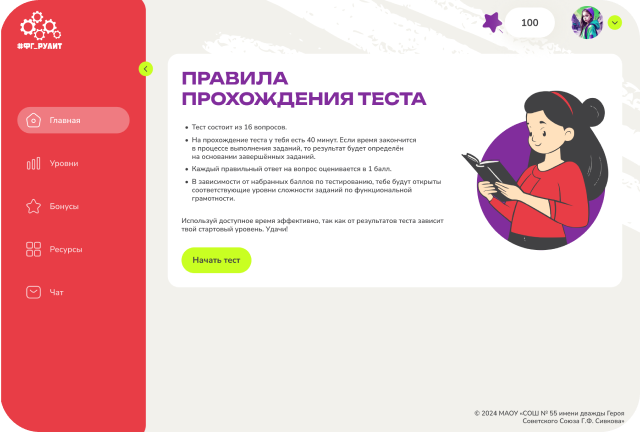 #ФГ_РУЛИТ
100
Главная
Уровни
Бонусы
Ресурсы
Чат
ПРАВИЛА
ПРОХОЖДЕНИЯ ТЕСТА
• Тест состоит из 16 вопросов.
• На прохождение теста у тебя есть 40 минут. Если время закончится
в процессе выполнения заданий, то результат будет определён
на основании завершённых заданий.
• Каждый правильный ответ на вопрос оценивается в 1 балл.
• В зависимости от набранных баллов по тестированию, тебе будут открыты
соответствующие уровни сложности заданий по функциональной
грамотности.
Используй доступное время эффективно, так как от результатов теста зависит
твой стартовый уровень. Удачи!
Начать тест
© 2024 МАОУ «СОШ № 55 имени дважды Героя
Советского Союза Г.Ф. Сивкова»